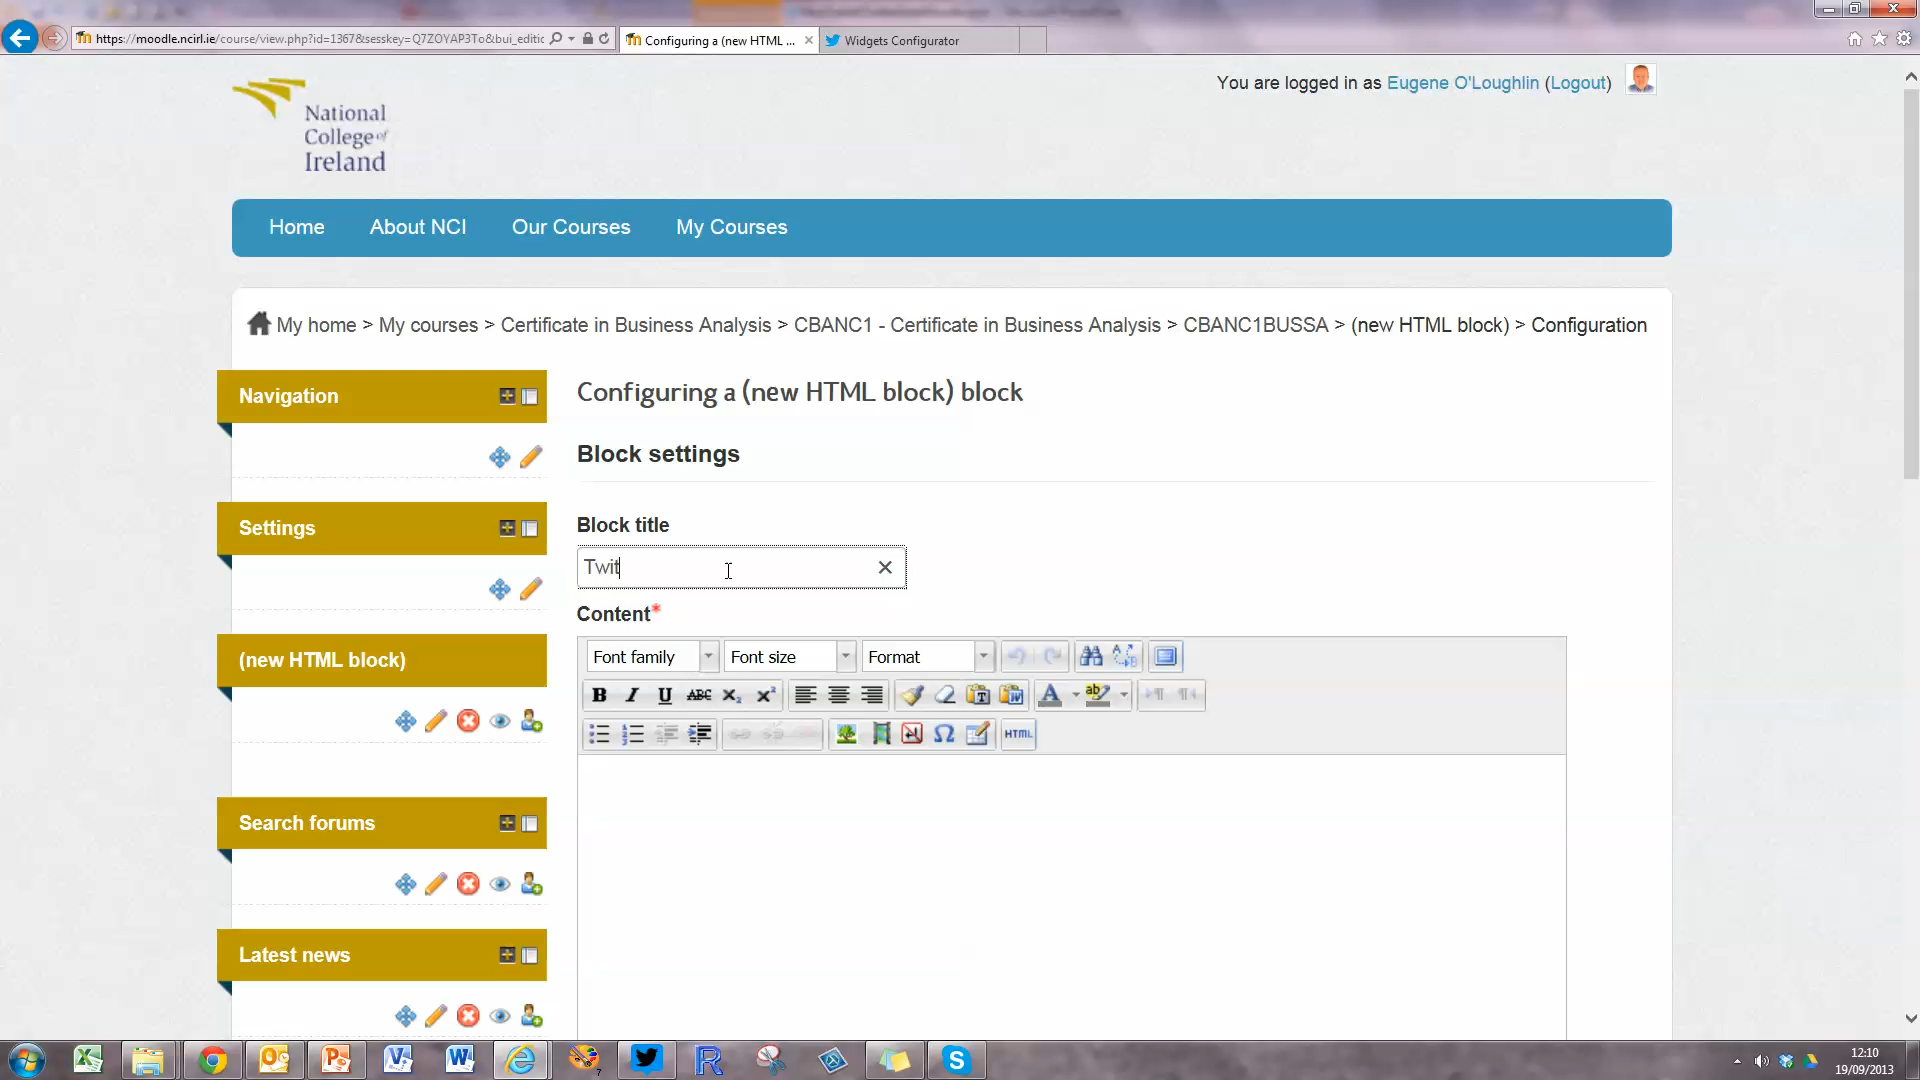 https://moodle.ncirl.ie/course/view.php?id=1367&sesskey=Q7ZOYAP3To&bui_editic
Configuring a (new HTML ...
Widgets Configurator
National
College of
Ireland
You are logged in as Eugene O'Loughlin (Logout)
Home
About NCI
Our Courses
My Courses
My home > My courses > Certificate in Business Analysis > CBANC1 - Certificate in Business Analysis > CBANC1BUSSA > (new HTML block) > Configuration
Navigation
Settings
(new HTML block)
Search forums
Latest news
Configuring a (new HTML block) block
Block settings
Block title
Twit
Content*
Font family
Font size
Format
B I U ABC x₂ x²
HTML
12:10
19/09/2013